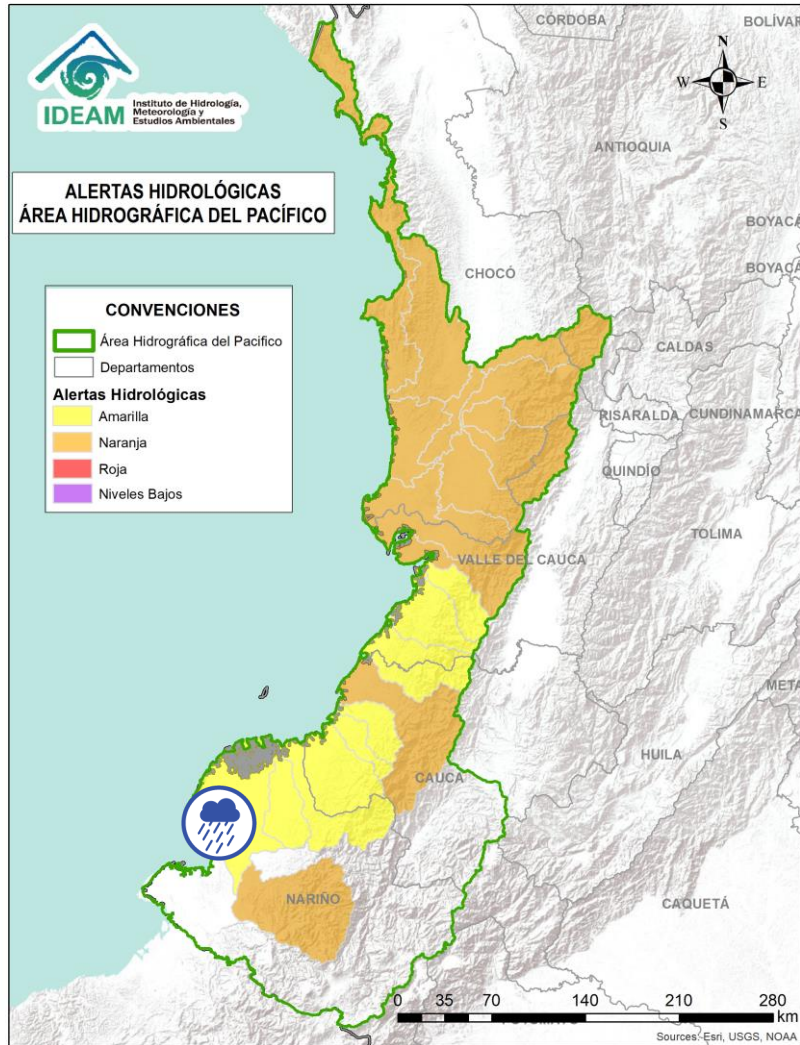 CÓRDOBA
BOLÍVAR
N
W E
S
IDEAM Instituto de Hidrología,
Meteorología y
Estudios Ambientales
ANTIOQUIA
ALERTAS HIDROLÓGICAS
ÁREA HIDROGRÁFICA DEL PACÍFICO
BOYACÁ
BOYACÁ
CHOCÓ
CONVENCIONES
Área Hidrográfica del Pacifico
Departamentos
Alertas Hidrológicas
Amarilla
Naranja
Roja
Niveles Bajos
CALDAS
RISARALDA
CUNDINAMARCA
QUINDÍO
TOLIMA
VALLE DEL CAUCA
META
HUILA
CAUCA
NARIÑO
CAQUETÁ
0 35 70 140 210 280
km
Sources: Esri, USGS, NOAA